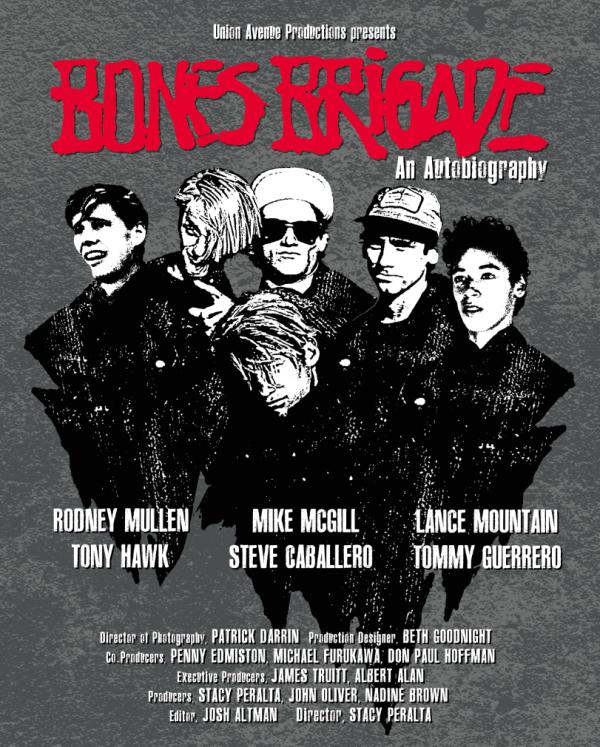 Union Avenue Productions presents
BONES BRIGADE
An Autobiography
RODNEY MULLEN MIKE MCGILL LANCE MOUNTAIN
TONY HAWK STEVE CABALLERO TOMMY GUERRERO
Director of Photography, PATRICK DARRIN Production Designer, BETH GOODNIGHT
Co.Producers, PENNY EDMISTON, MICHAEL FURUKAWA, DON PAUL HOFFMAN
Executive Producers, JAMES TRUITT, ALBERT ALAN
Producers, STACY PERALTA, JOHN OLIVER, NADINE BROWN
Editor, JOSH ALTMAN Director, STACY PERALTA